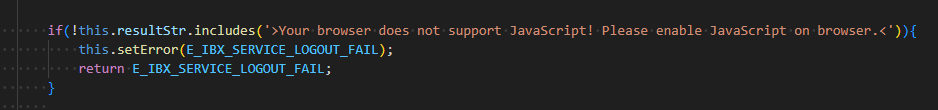 if(!this.resultStr.includes('>Your browser does not support JavaScript! Please enable JavaScript on browser.<')){
this.setError(E_IBX_SERVICE_LOGOUT_FAIL);
return E_IBX_SERVICE_LOGOUT_FAIL;
}